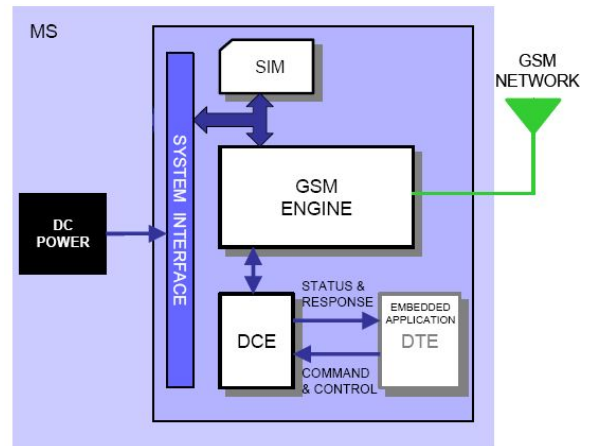 MS
SIM
GSM
NETWORK
SYSTEM INTERFACE
GSM
ENGINE
DC
POWER
STATUS &
RESPONSE
DCE
EMBEDDED
APPLICATION
DTE
COMMAND
& CONTROL